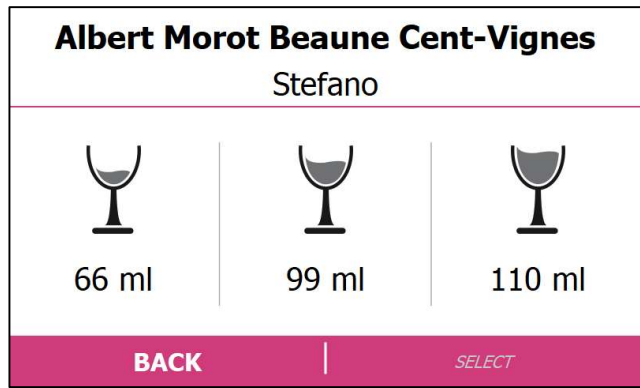 Albert Morot Beaune Cent-Vignes
Stefano
66 ml 99 ml 110 ml
BACK SELECT